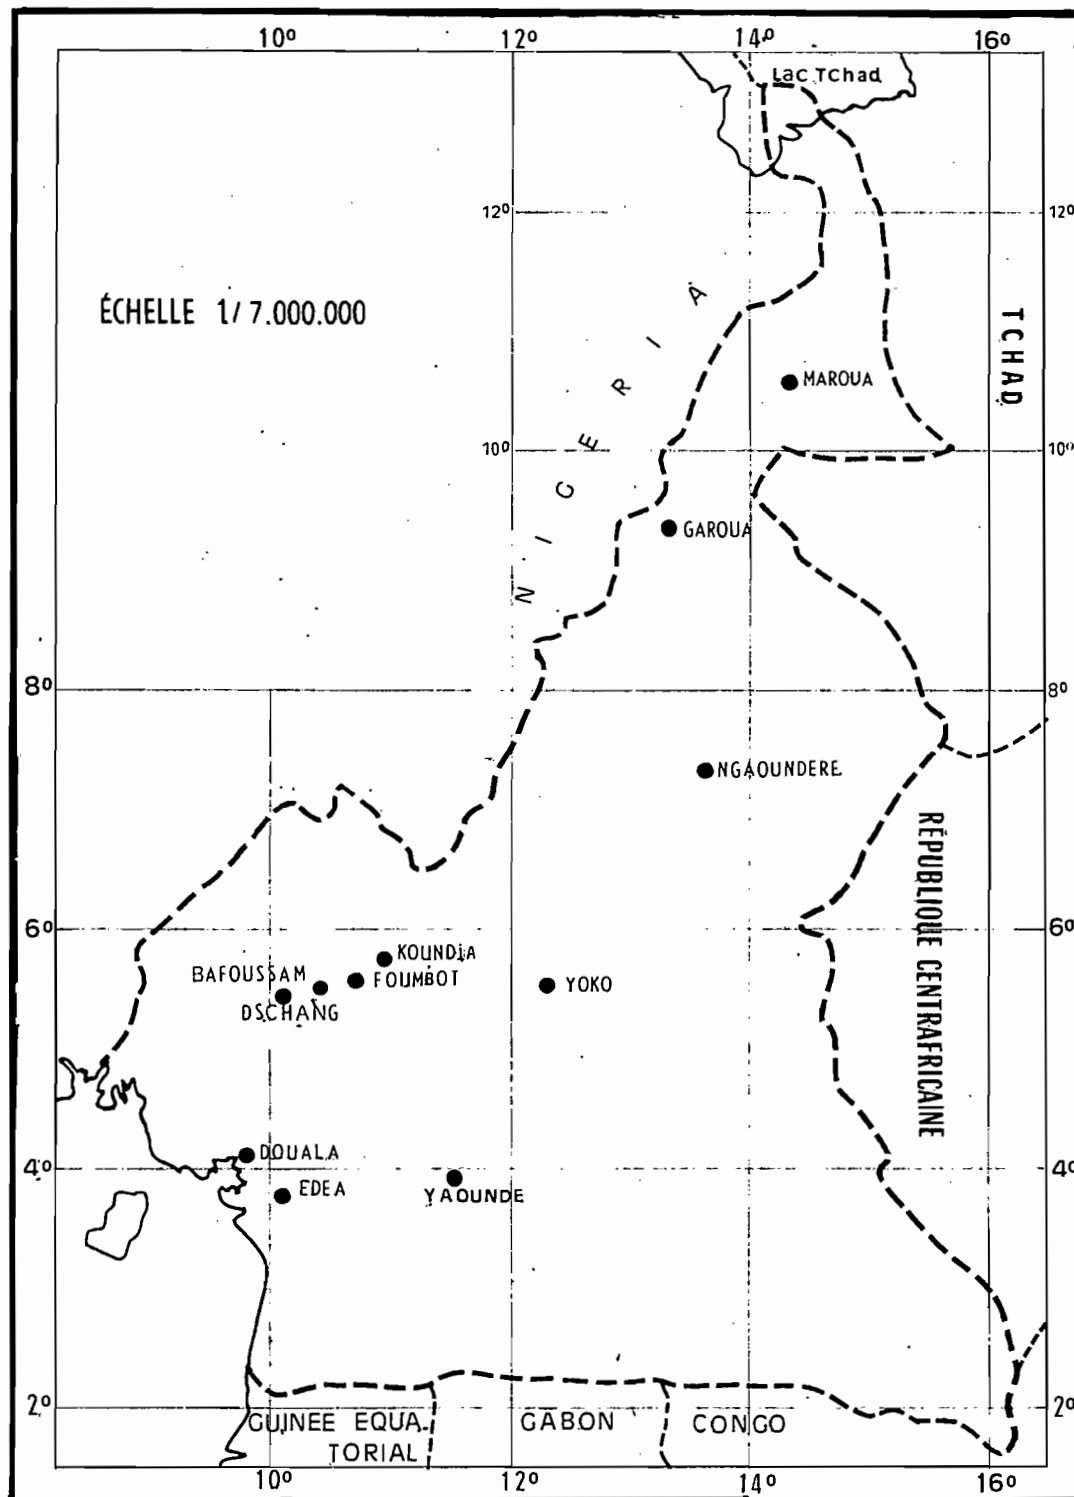 10° 12° 14° 16°
Lac TChad
12° 12°
ÉCHELLE 1/7.000.000
NIGERIA
TCHAD
MAROUA
10° 10°
GAROUA
8° 8°
NGAOUNDERE
RÉPUBLIQUE CENTRAFRICAINE
6° 6°
KOUNDJA
BAFOUSSAM
FOUMBOT
YOKO
DSCHANG
DOUALA
4° 4°
EDEA
YAOUNDE
2° 2°
GUINEE EQUA-
TORIAL
GABON
CONGO
10° 12° 14° 16°